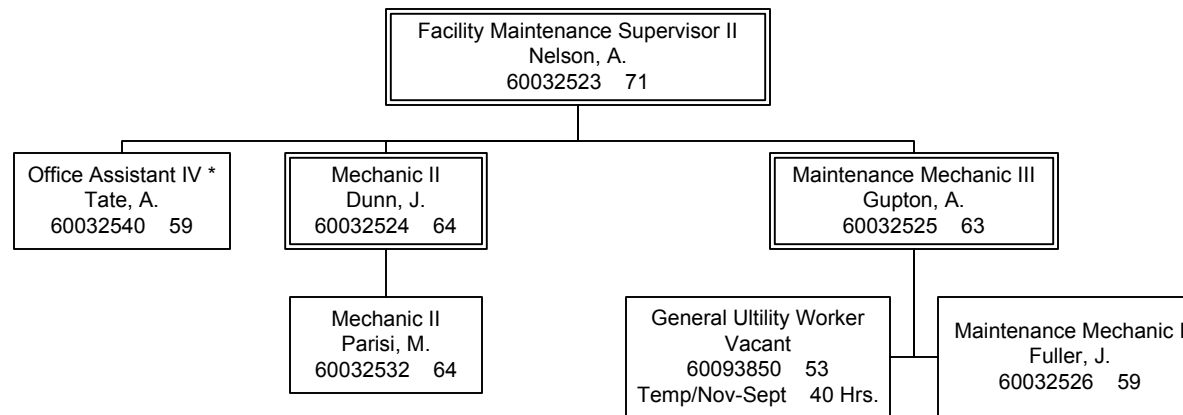 Facility Maintenance Supervisor II
Nelson, A.
60032523 71
Office Assistant IV *
Tate, A.
60032540 59
Mechanic II
Dunn, J.
60032524 64
Maintenance Mechanic III
Gupton, A.
60032525 63
Mechanic II
Parisi, M.
60032532 64
General Ultility Worker
Vacant
60093850 53
Temp/Nov-Sept 40 Hrs.
Maintenance Mechanic
Fuller, J.
60032526 59